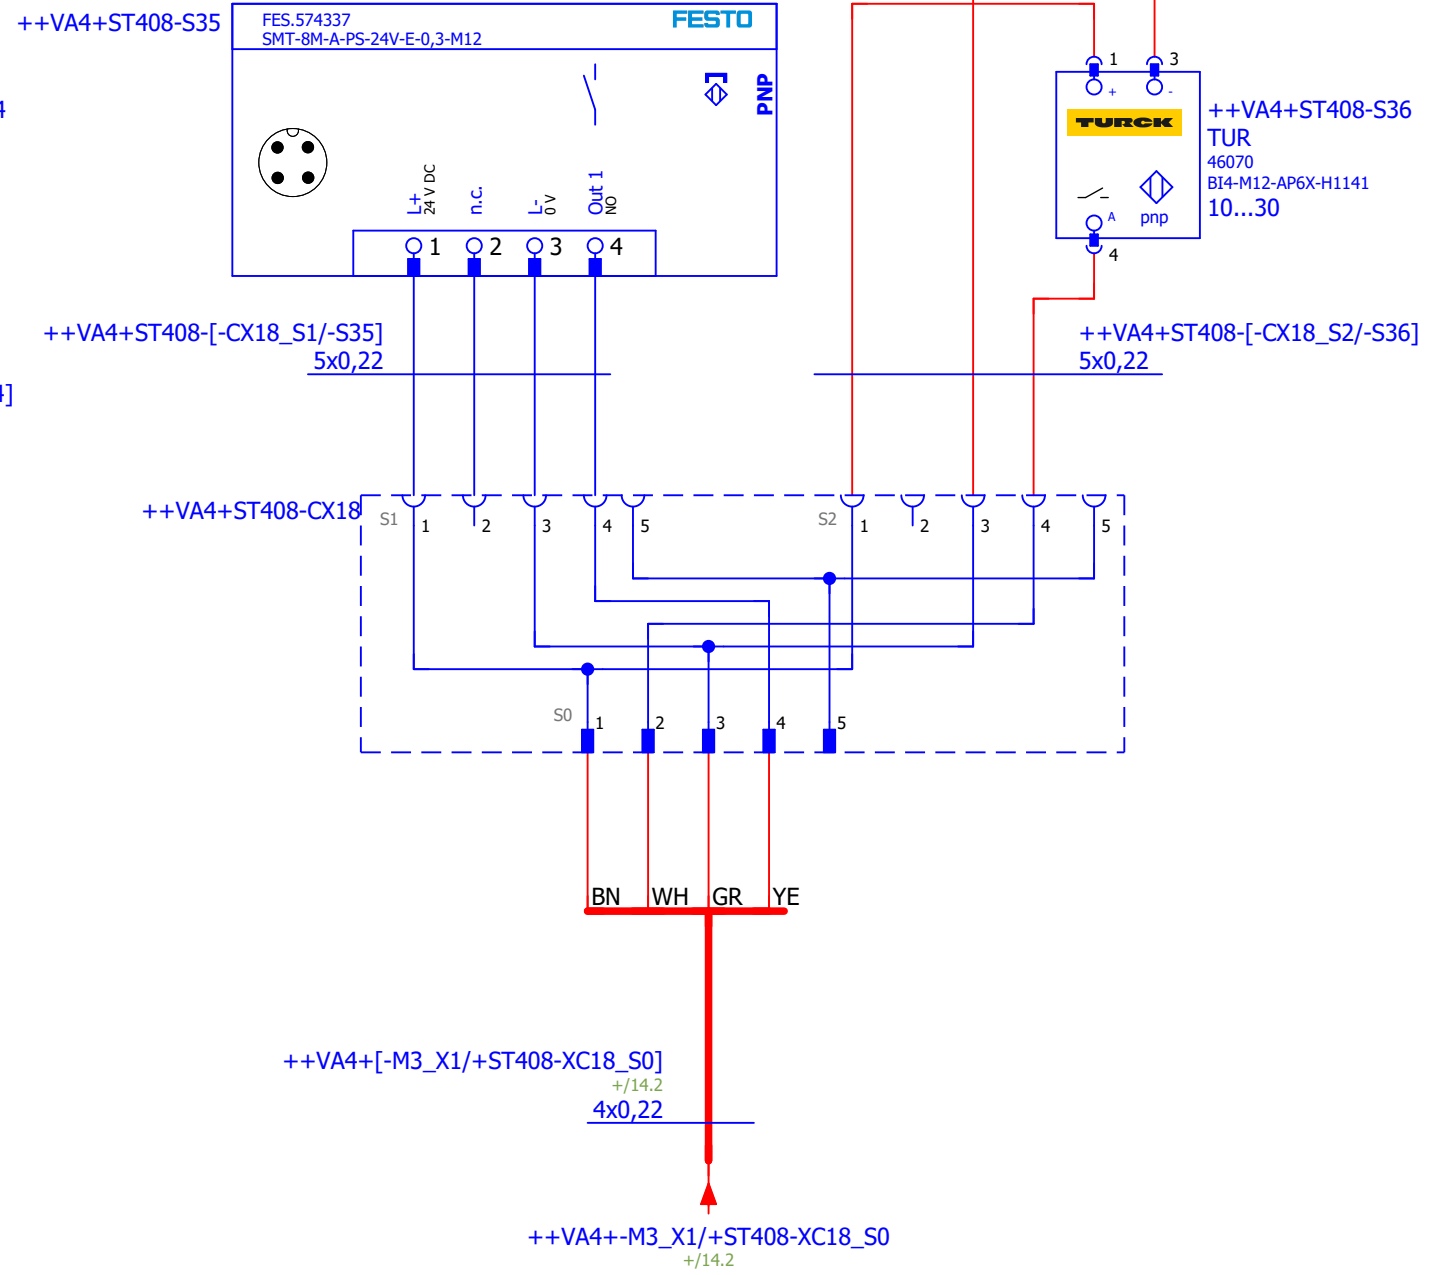 ++VA4+ST408-S35
FES.574337
SMT-8M-A-PS-24V-E-0,3-M12
FESTO
PNP
L+
24 V DC
n.c.
L-
0 V
Out 1
NO
1 2 3 4
1 3
+ -
TURCK
A
pnp
4
++VA4+ST408-S36
TUR
46070
BI4-M12-AP6X-H1141
10...30
4
4]
++VA4+ST408-[-CX18_S1/-S35]
5x0,22
++VA4+ST408-[-CX18_S2/-S36]
5x0,22
++VA4+ST408-CX18
S1 1 2 3 4 5
S2 1 2 3 4 5
S0 1 2 3 4 5
BN WH GR YE
++VA4+[-M3_X1/+ST408-XC18_S0]
+/14.2
4x0,22
++VA4+-M3_X1/+ST408-XC18_S0
+/14.2